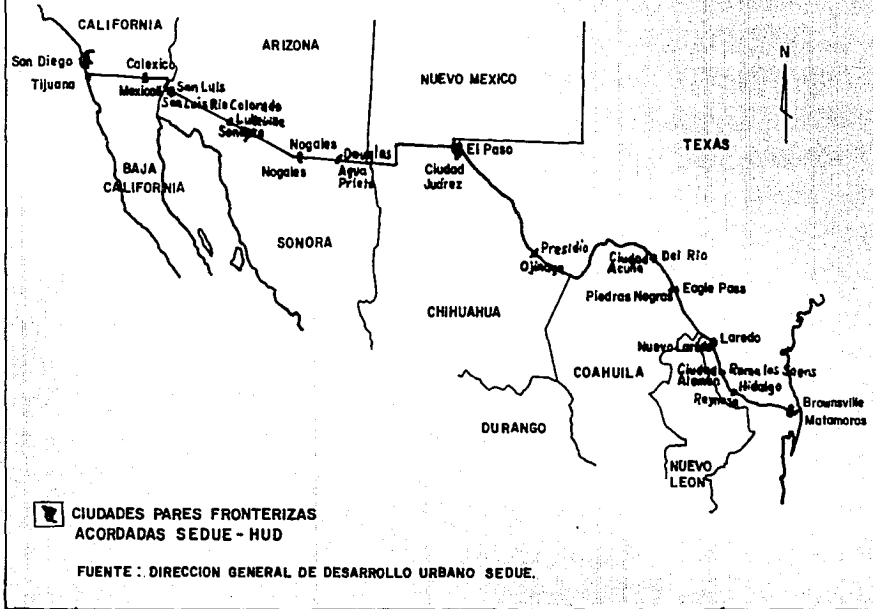 CALIFORNIA
ARIZONA
NUEVO MEXICO
N
TEXAS
San Diego
Tijuana
Calexico
Mexicali
San Luis
San Luis Rio Colorado
Lukeville
Nogales
Nogales
Douglas
Agua
Prieta
El Paso
Ciudad
Juárez
BAJA
CALIFORNIA
SONORA
CHIHUAHUA
Presidio
Ojinaga
Ciudad
Acuña
Del Rio
Piedras Negras
Eagle Pass
COAHUILA
Nuevo Laredo
Laredo
Ciudad
Aleman
Roma los Saens
Hidalgo
Reynosa
Brownsville
Matamoros
DURANGO
NUEVO
LEON
CIUDADES PARES FRONTERIZAS
ACORDADAS SEDUE - HUD
FUENTE : DIRECCION GENERAL DE DESARROLLO URBANO SEDUE.